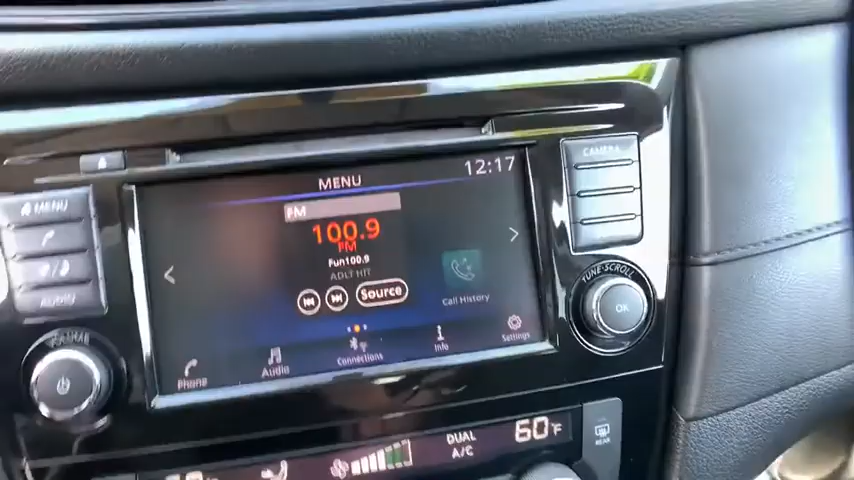 CAMERA
MENU
12:17
MENU
FM
100.9
FM
Fun100.9
ADLT HIT
Source
Call History
AUDIO
TUNE·SCROLL
OK
VOLUME
Phone
Audio
Connections
Info
Settings
DUAL
A/C
60°F
REAR